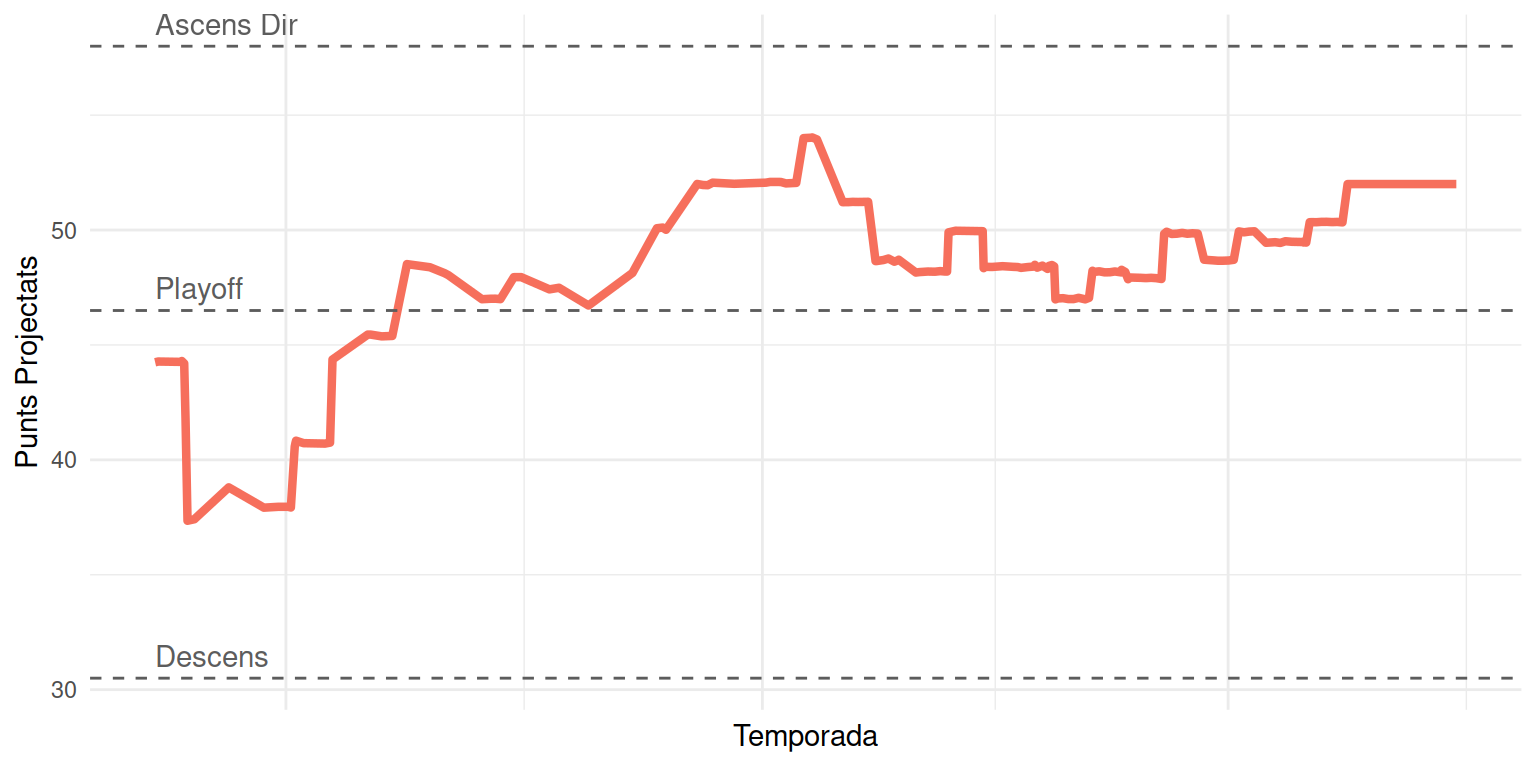 Ascens Dir
50
Playoff
40
Descens
30
Punts Projectats
Temporada